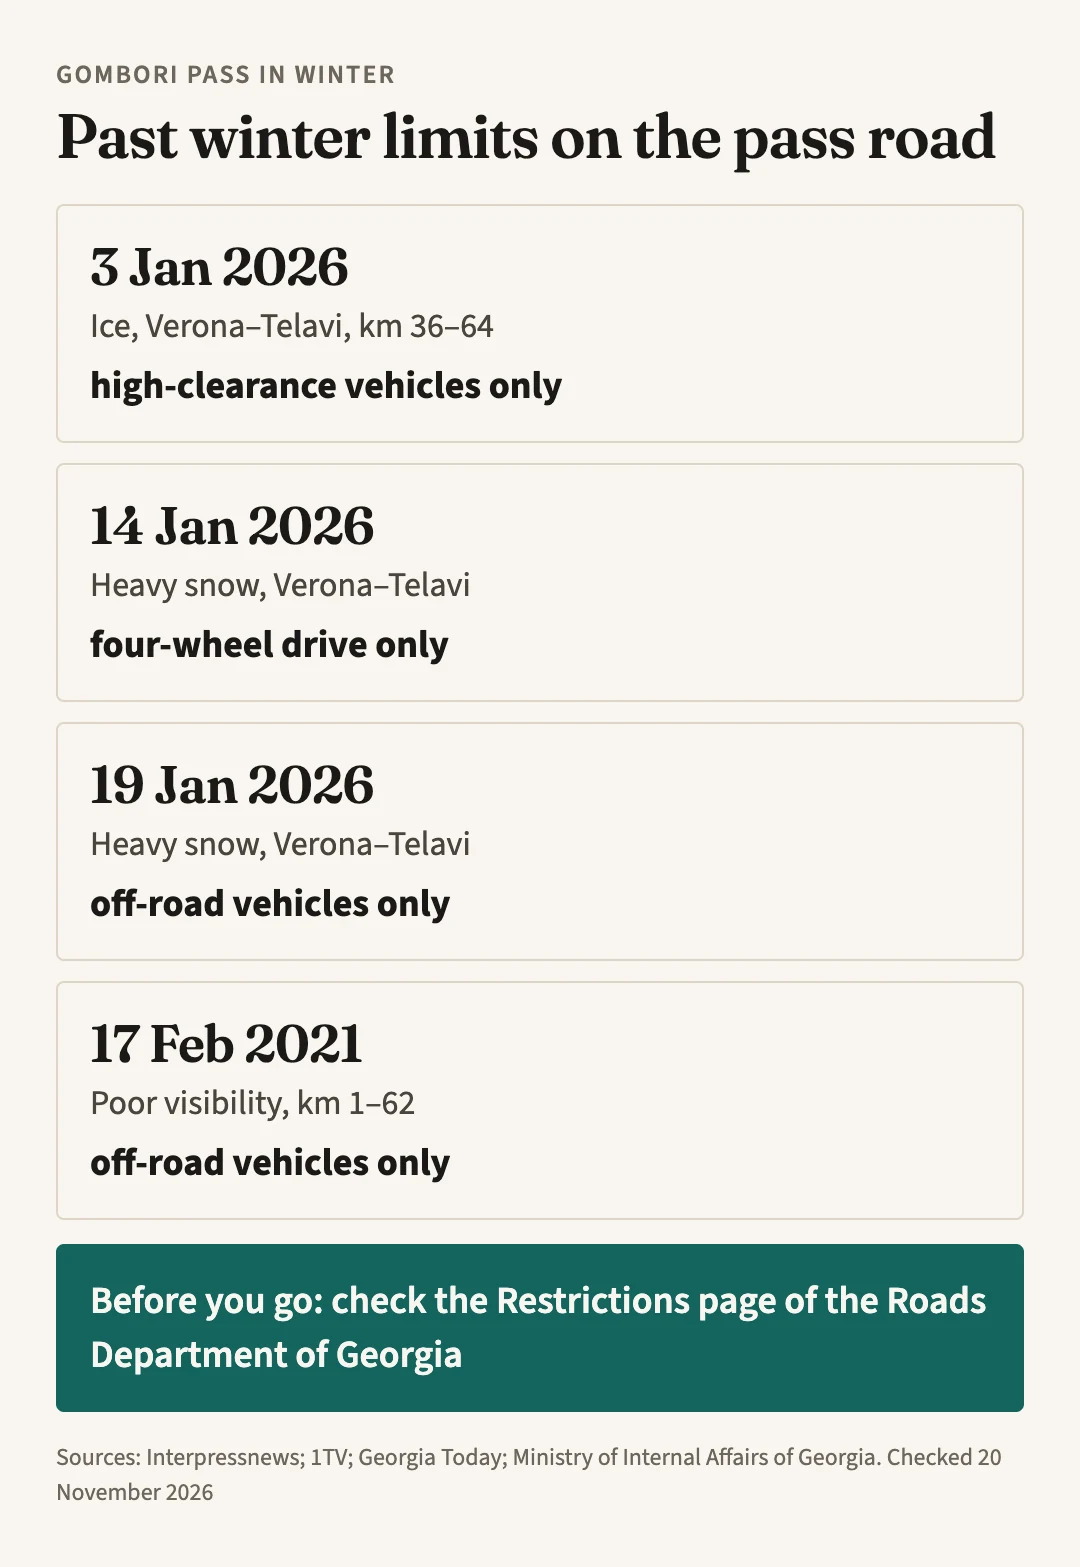 GOMBORI PASS IN WINTER
Past winter limits on the pass road
3 Jan 2026
Ice, Verona–Telavi, km 36–64
high-clearance vehicles only
14 Jan 2026
Heavy snow, Verona–Telavi
four-wheel drive only
19 Jan 2026
Heavy snow, Verona–Telavi
off-road vehicles only
17 Feb 2021
Poor visibility, km 1–62
off-road vehicles only
Before you go: check the Restrictions page of the Roads
Department of Georgia
Sources: Interpressnews; 1TV; Georgia Today; Ministry of Internal Affairs of Georgia. Checked 20
November 2026